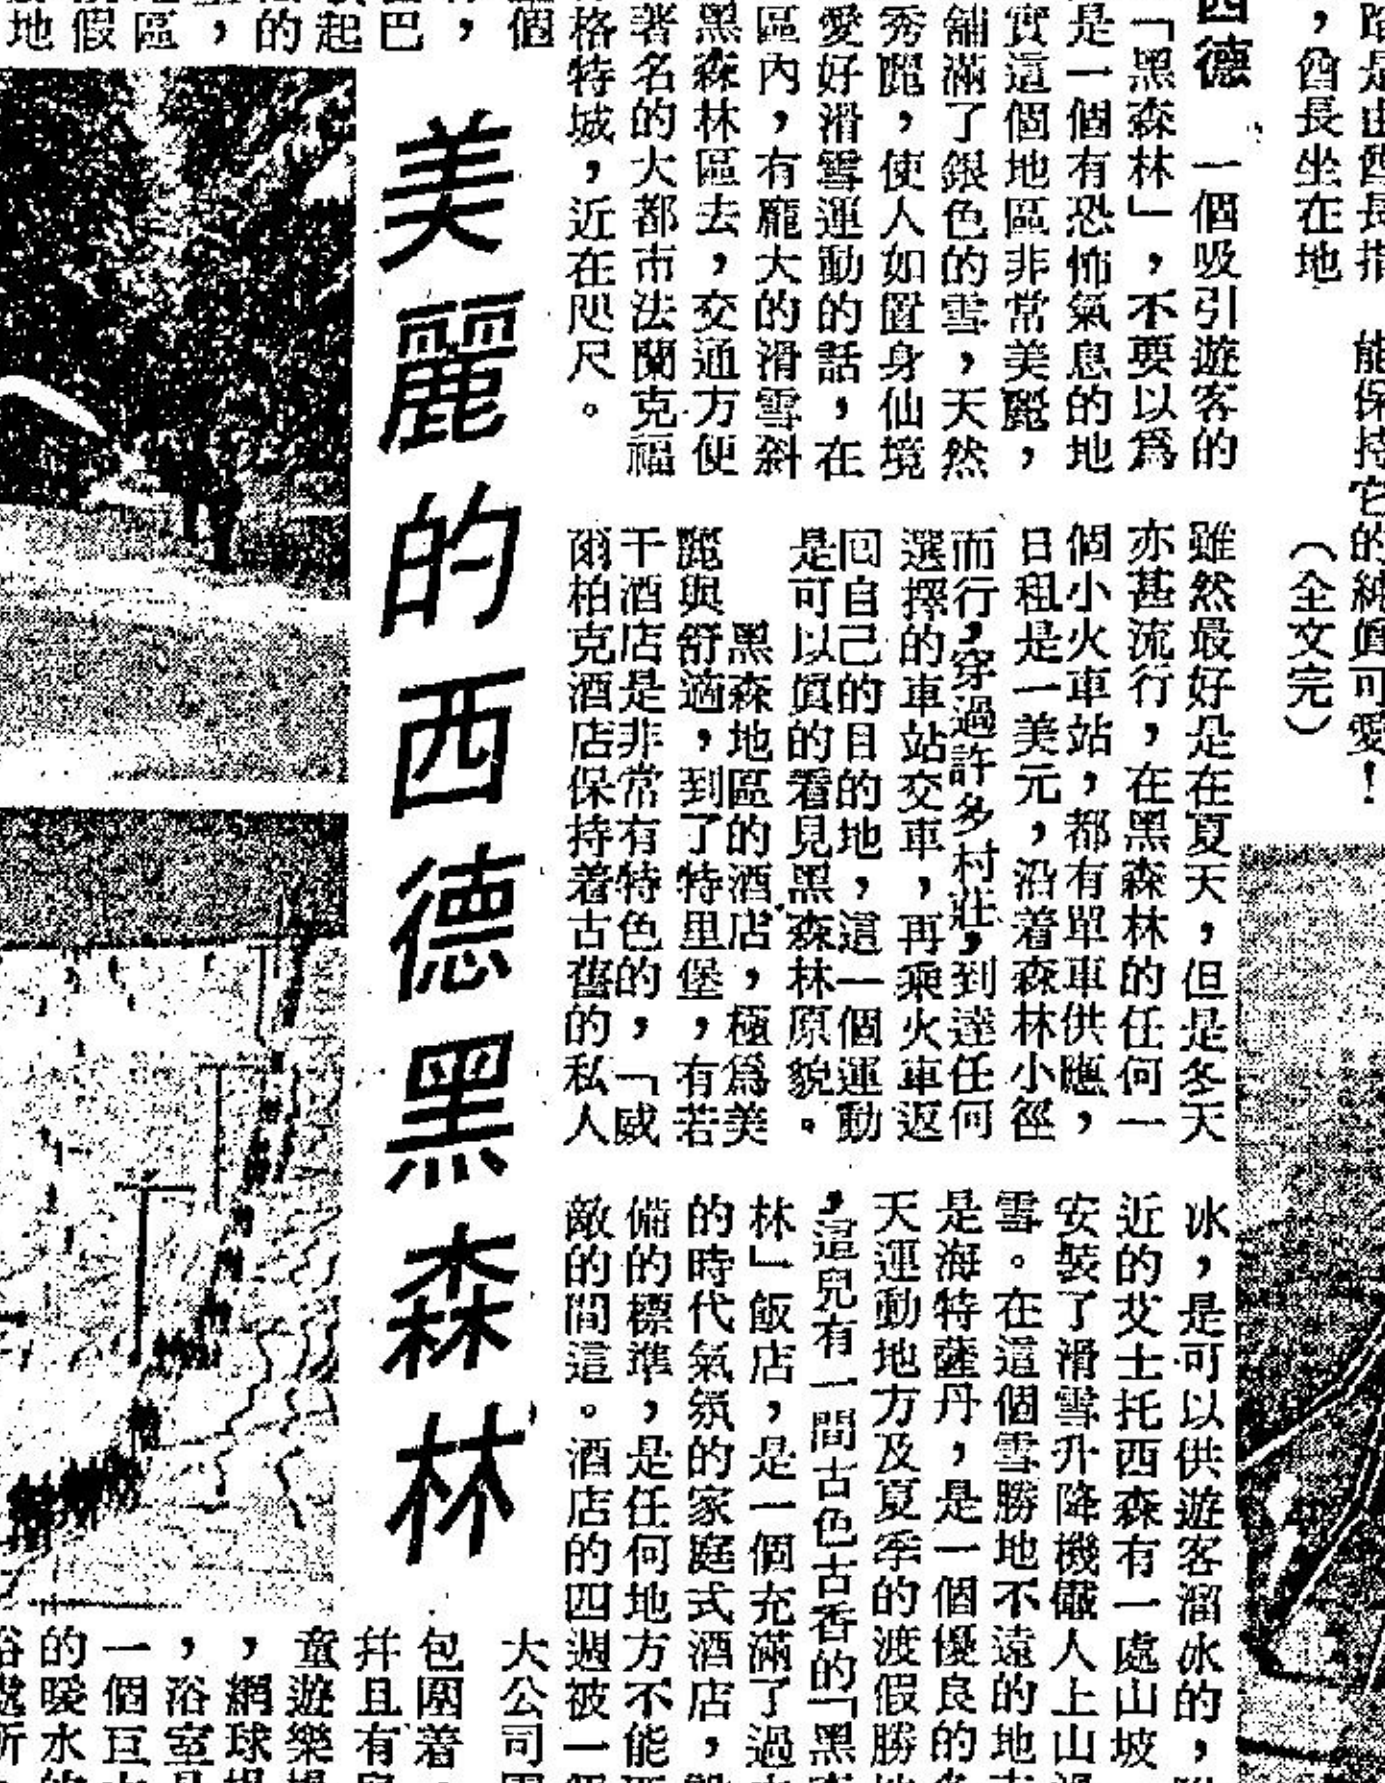 美麗的西德黑森林
路是由酋長指
，酋長坐在地
能保持它的純眞可愛！
（全文完）
西德　一個吸引遊客的
「黑森林」，不要以爲
是一個有恐怖氣息的地
實這個地區非常美麗，
舖滿了銀色的雪，天然
秀麗，使人如置身仙境
愛好滑雪運動的話，在
區內，有龐大的滑雪斜
黑森林區去，交通方便
著名的大都市法蘭克福
格特城，近在咫尺。
雖然最好是在夏天，但是冬天
亦甚流行，在黑森林的任何一
個小火車站，都有單車供應，
日租是一美元，沿着森林小徑
而行，穿過許多村莊，到達任何
選擇的車站交車，再乘火車返
回自己的目的地，這一個運動
是可以眞的看見黑森林原貌。
黑森地區的酒店，極爲美
麗與舒適，到了特里堡，有若
干酒店是非常有特色的，「威
爾柏克酒店保持着古舊的私人
冰，是可以供遊客溜冰的，
近的艾士托西森有一處山坡
安裝了滑雪升降機儎人上山
雪。在這個雪勝地不遠的地
是海特薩丹，是一個優良的
天運動地方及夏季的渡假勝
，這兒有一間古色古香的「黑
林」飯店，是一個充滿了過
的時代氣氛的家庭式酒店，
備的標準，是任何地方不能
敵的間這。酒店的四週被一
大公司
包圍着
幷且有
童遊樂
，網球
，浴室
一個巨
的暖水
個
，
巴
起
的
，
區
假
地